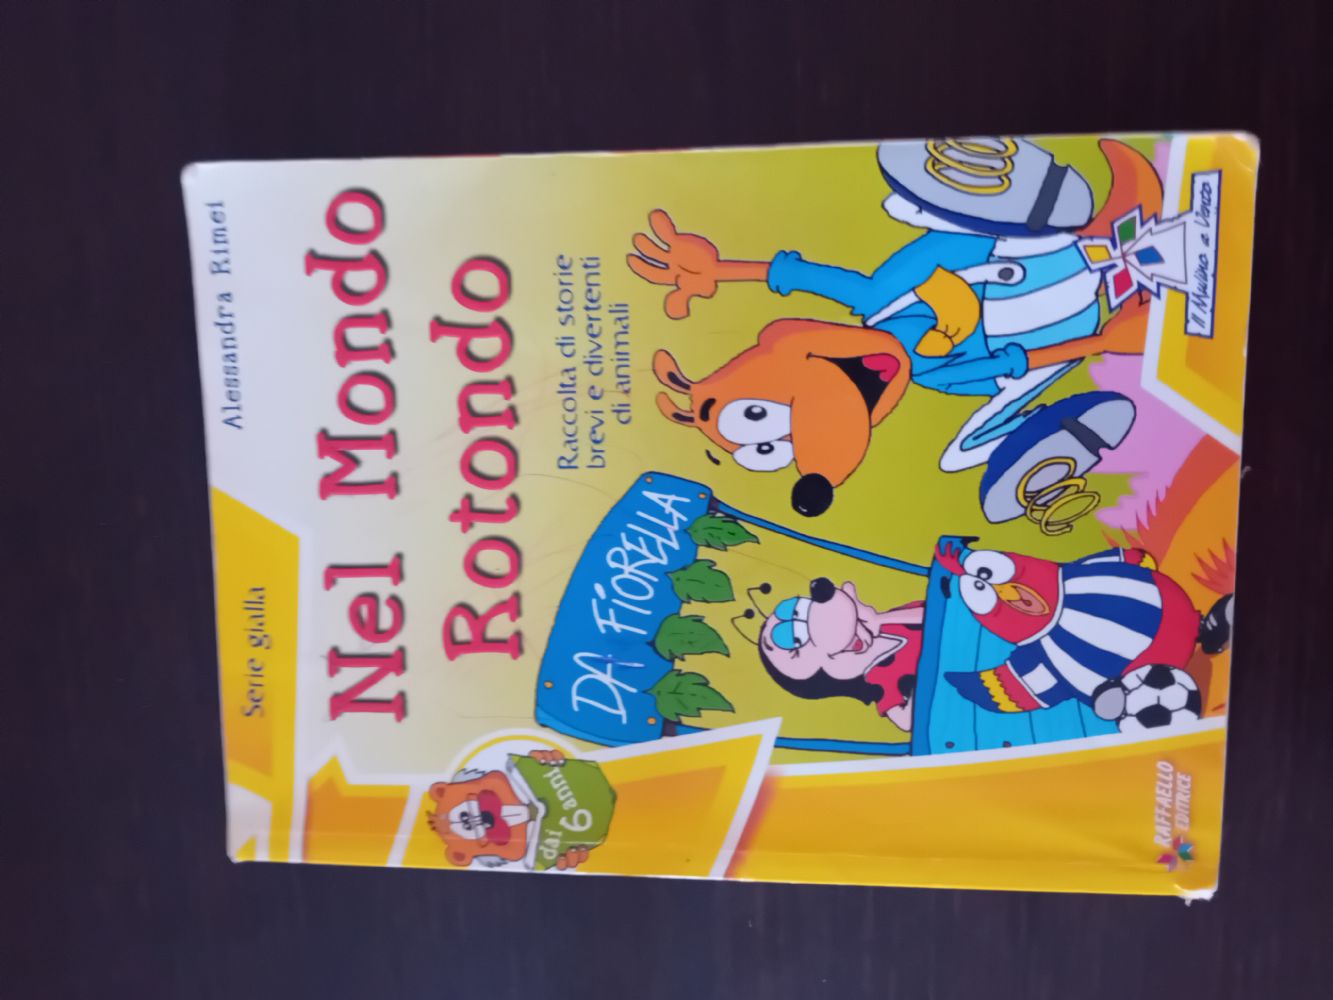 Alessandra Rimei
Serie gialla
Nel Mondo
Rotondo
Raccolta di storie
brevi e divertenti
di animali
dai
6 anni
DA FiORELLA
Il Mulino a Vento
RAFFAELLO
EDITRICE